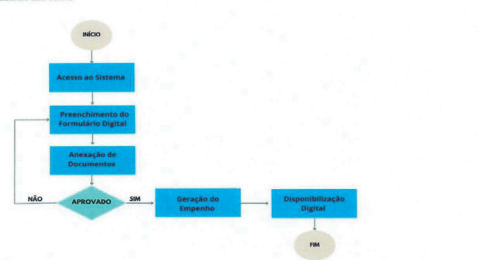 INÍCIO
Acesso ao Sistema
Preenchimento do
Formulário Digital
Anexação de
Documentos
NÃO
APROVADO
SIM
Geração do
Empenho
Disponibilização
Digital
FIM